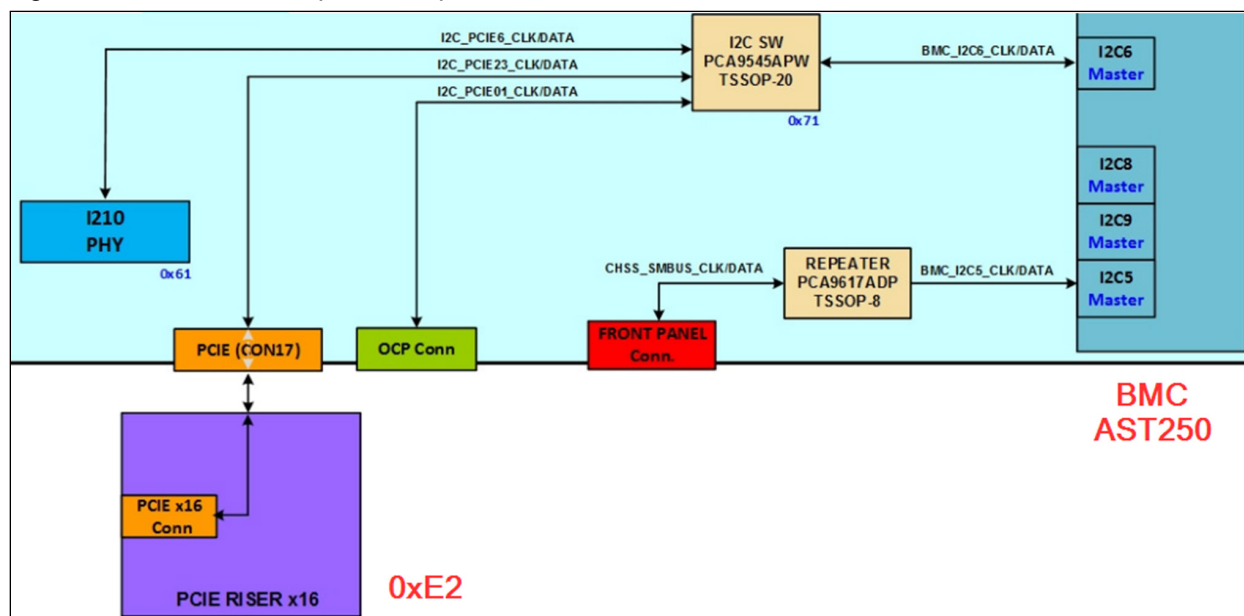 I2C_PCIE6_CLK/DATA
I2C_PCIE23_CLK/DATA
I2C_PCIE01_CLK/DATA
I2C SW
PCA9545APW
TSSOP-20
0x71
BMC_I2C6_CLK/DATA
I2C6
Master
I2C8
Master
I2C9
Master
I2C5
Master
I210
PHY
0x61
CHSS_SMBUS_CLK/DATA
REPEATER
PCA9617ADP
TSSOP-8
BMC_I2C5_CLK/DATA
PCIE (CON17)
OCP Conn
FRONT PANEL
Conn.
BMC
AST250
PCIE x16
Conn
PCIE RISER x16
0xE2